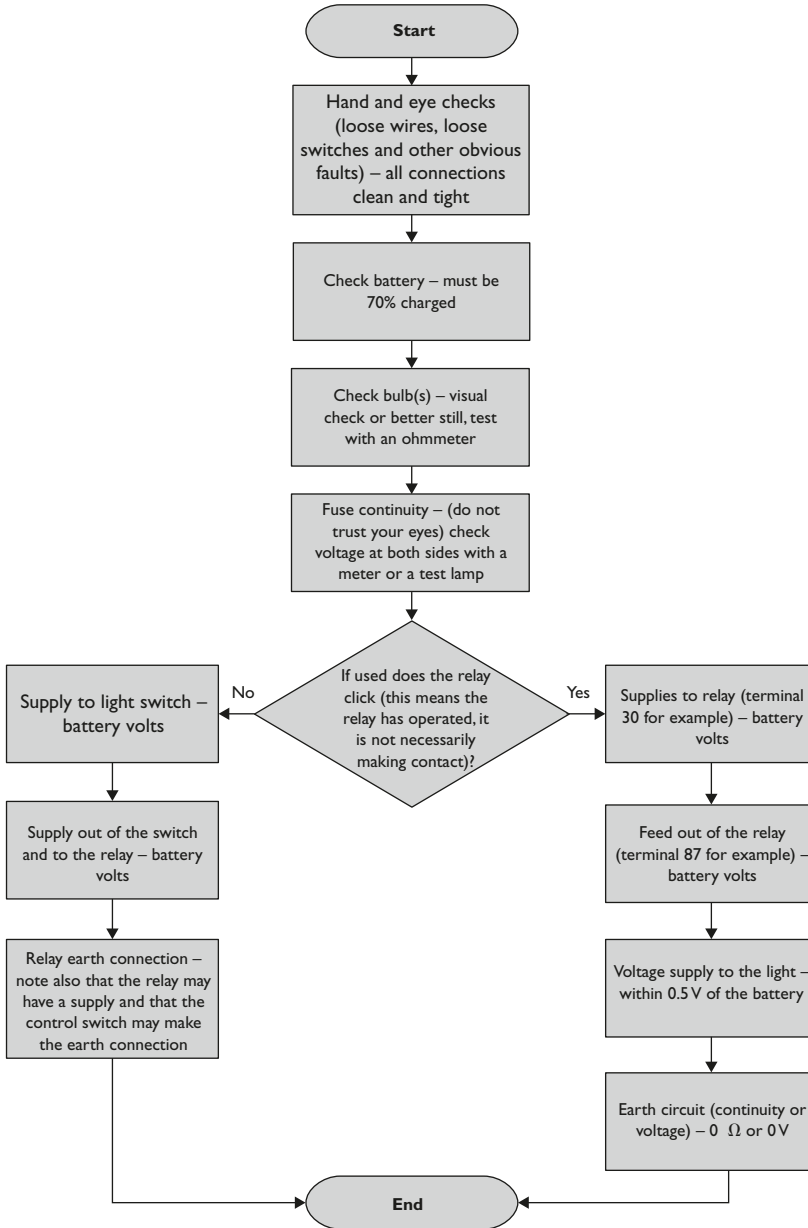 Start
Hand and eye checks
(loose wires, loose
switches and other obvious
faults) – all connections
clean and tight
Check battery – must be
70% charged
Check bulb(s) – visual
check or better still, test
with an ohmmeter
Fuse continuity – (do not
trust your eyes) check
voltage at both sides with a
meter or a test lamp
If used does the relay
click (this means the
relay has operated, it
is not necessarily
making contact)?
No
Supply to light switch –
battery volts
Supply out of the switch
and to the relay – battery
volts
Relay earth connection –
note also that the relay may
have a supply and that the
control switch may make
the earth connection
Yes
Supplies to relay (terminal
30 for example) – battery
volts
Feed out of the relay
(terminal 87 for example) –
battery volts
Voltage supply to the light –
within 0.5 V of the battery
Earth circuit (continuity or
voltage) – 0 Ω or 0 V
End